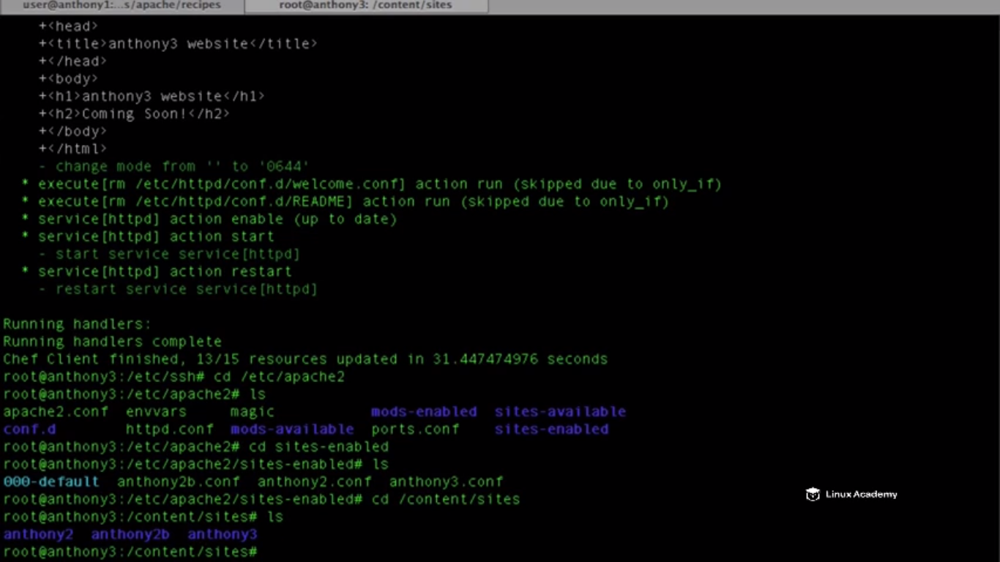 user@anthony1:...s/apache/recipes root@anthony3: /content/sites
+<head>
+<title>anthony3 website</title>
+</head>
+<body>
+<h1>anthony3 website</h1>
+<h2>Coming Soon!</h2>
+</body>
+</html>
- change mode from '' to '0644'
* execute[rm /etc/httpd/conf.d/welcome.conf] action run (skipped due to only_if)
* execute[rm /etc/httpd/conf.d/README] action run (skipped due to only_if)
* service[httpd] action enable (up to date)
* service[httpd] action start
- start service service[httpd]
* service[httpd] action restart
- restart service service[httpd]
Running handlers:
Running handlers complete
Chef Client finished, 13/15 resources updated in 31.447474976 seconds
root@anthony3:/etc/ssh# cd /etc/apache2
root@anthony3:/etc/apache2# ls
apache2.conf envvars magic mods-enabled sites-available
conf.d httpd.conf mods-available ports.conf sites-enabled
root@anthony3:/etc/apache2# cd sites-enabled
root@anthony3:/etc/apache2/sites-enabled# ls
000-default anthony2b.conf anthony2.conf anthony3.conf
root@anthony3:/etc/apache2/sites-enabled# cd /content/sites
Linux Academy
root@anthony3:/content/sites# ls
anthony2 anthony2b anthony3
root@anthony3:/content/sites#